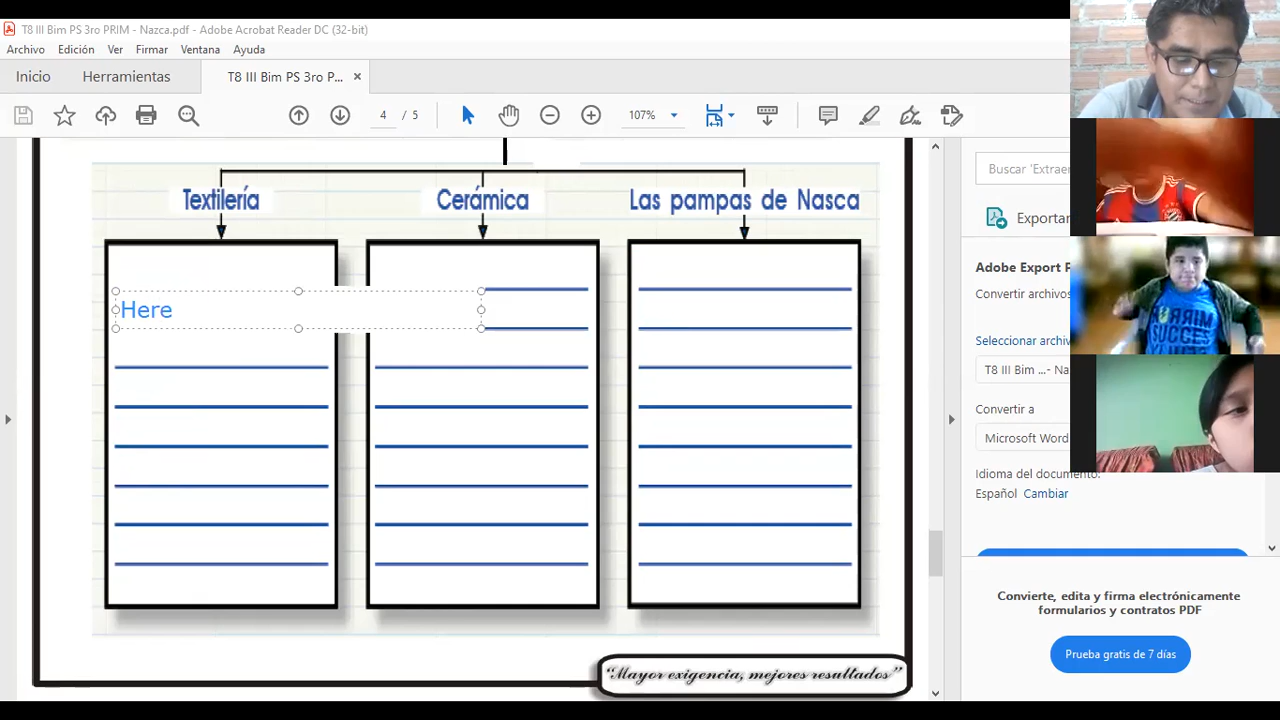 T8 III Bim PS 3ro PRIM - Nazca.pdf - Adobe Acrobat Reader DC (32-bit)
Archivo Edición Ver Firmar Ventana Ayuda
Inicio Herramientas T8 III Bim PS 3ro P... ×
4 / 5 107%
Textilería Cerámica Las pampas de Nasca
Here
"Mayor exigencia, mejores resultados"
Buscar 'Extraer
Exportar
Adobe Export P
Convertir archivos
Seleccionar archiv
T8 III Bim ...- Na
Convertir a
Microsoft Word
Idioma del documento:
Español Cambiar
Convierte, edita y firma electrónicamente
formularios y contratos PDF
Prueba gratis de 7 días
SUCCES